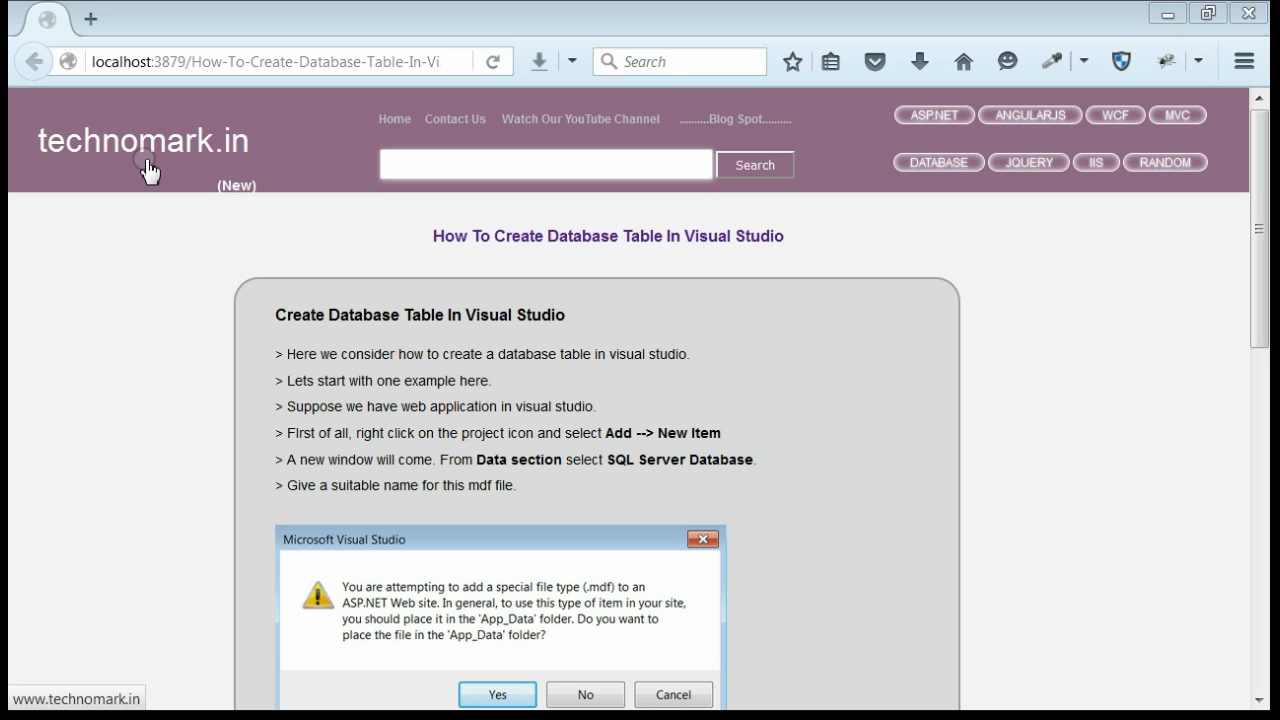 localhost:3879/How-To-Create-Database-Table-In-Vi
Search
technomark.in
(New)
Home Contact Us Watch Our YouTube Channel ..........Blog Spot..........
Search
ASP.NET ANGULARJS WCF MVC
DATABASE JQUERY IIS RANDOM
How To Create Database Table In Visual Studio
Create Database Table In Visual Studio
> Here we consider how to create a database table in visual studio.
> Lets start with one example here.
> Suppose we have web application in visual studio.
> FIrst of all, right click on the project icon and select Add --> New Item
> A new window will come. From Data section select SQL Server Database.
> Give a suitable name for this mdf file.
Microsoft Visual Studio
You are attempting to add a special file type (.mdf) to an
ASP.NET Web site. In general, to use this type of item in your site,
you should place it in the 'App_Data' folder. Do you want to
place the file in the 'App_Data' folder?
Yes No Cancel
www.technomark.in